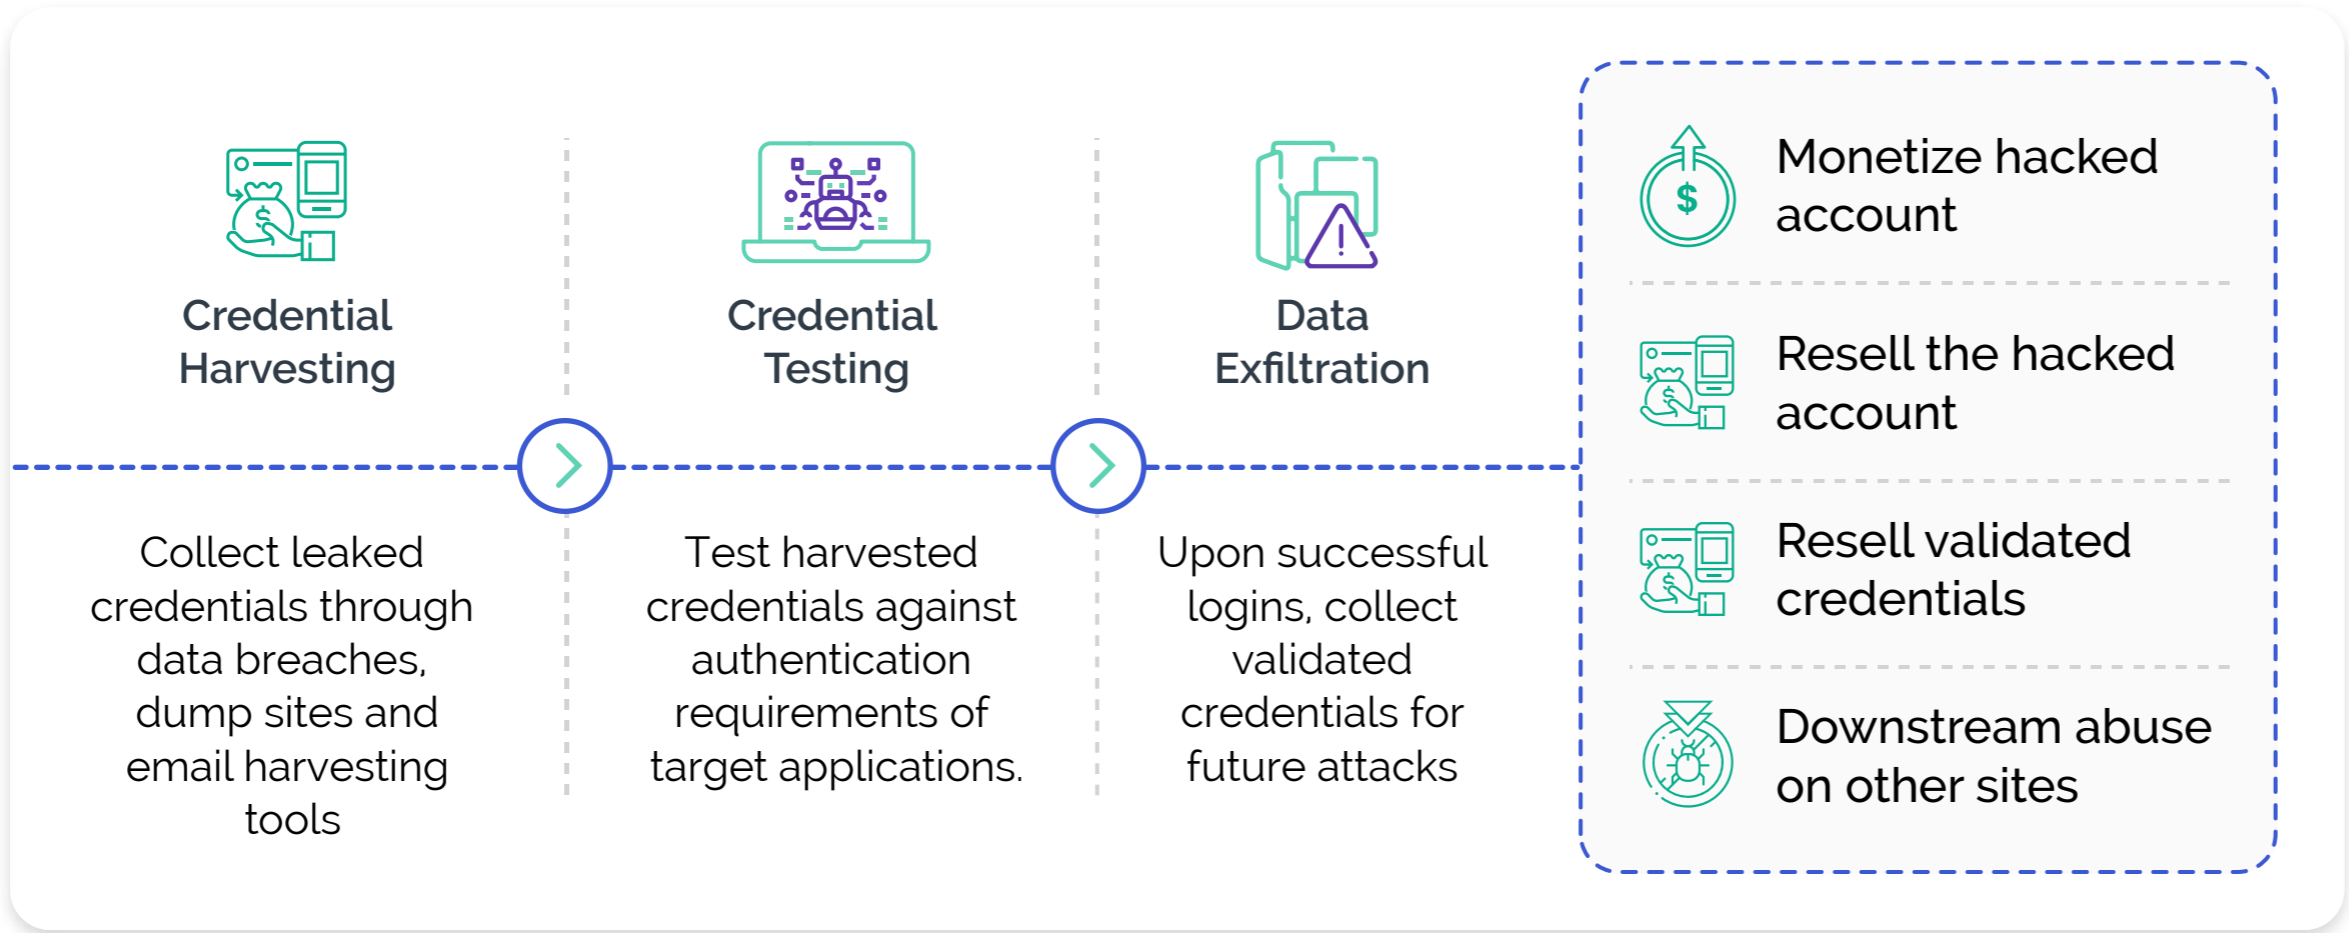 Credential
Harvesting
Collect leaked
credentials through
data breaches,
dump sites and
email harvesting
tools
Credential
Testing
Test harvested
credentials against
authentication
requirements of
target applications.
Data
Exfiltration
Upon successful
logins, collect
validated
credentials for
future attacks
$
Monetize hacked
account
$
Resell the hacked
account
$
Resell validated
credentials
Downstream abuse
on other sites